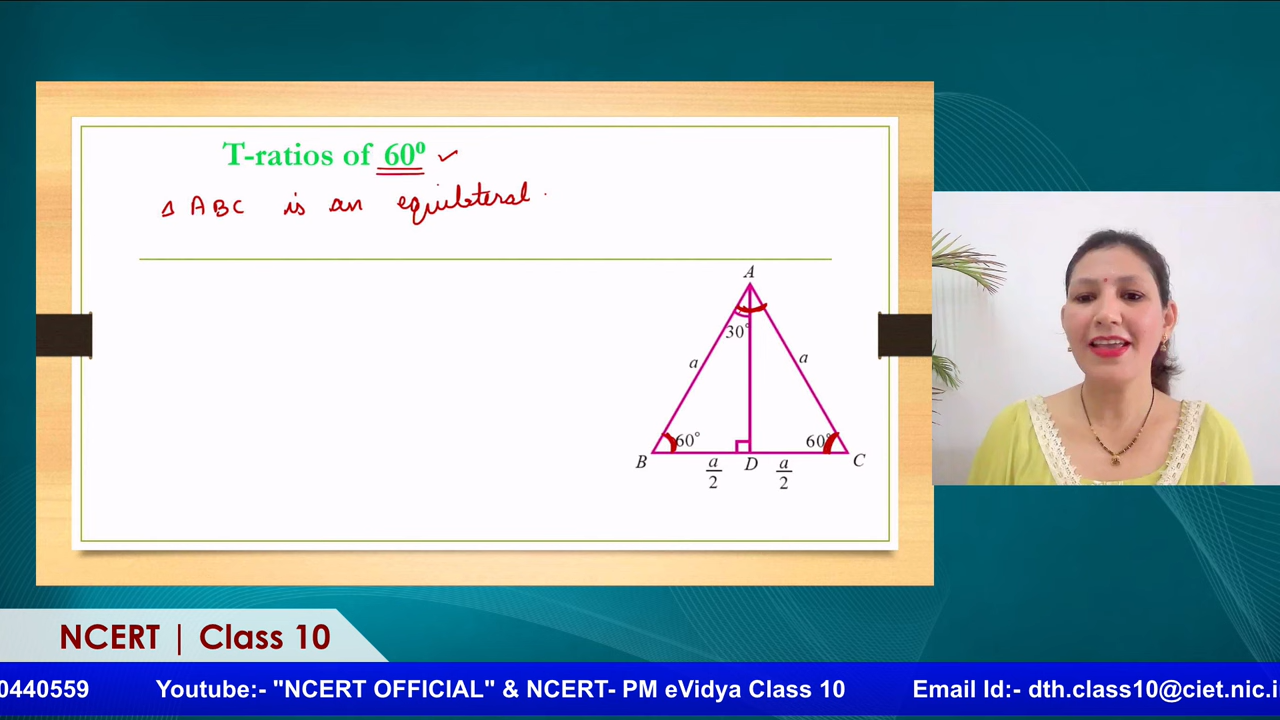 T-ratios of 60⁰
Δ ABC is an equilateral
A
30°
a
a
60°
60°
B
a/2
D
a/2
C
NCERT | Class 10
0440559 Youtube:- "NCERT OFFICIAL" & NCERT- PM eVidya Class 10 Email Id:- dth.class10@ciet.nic.i